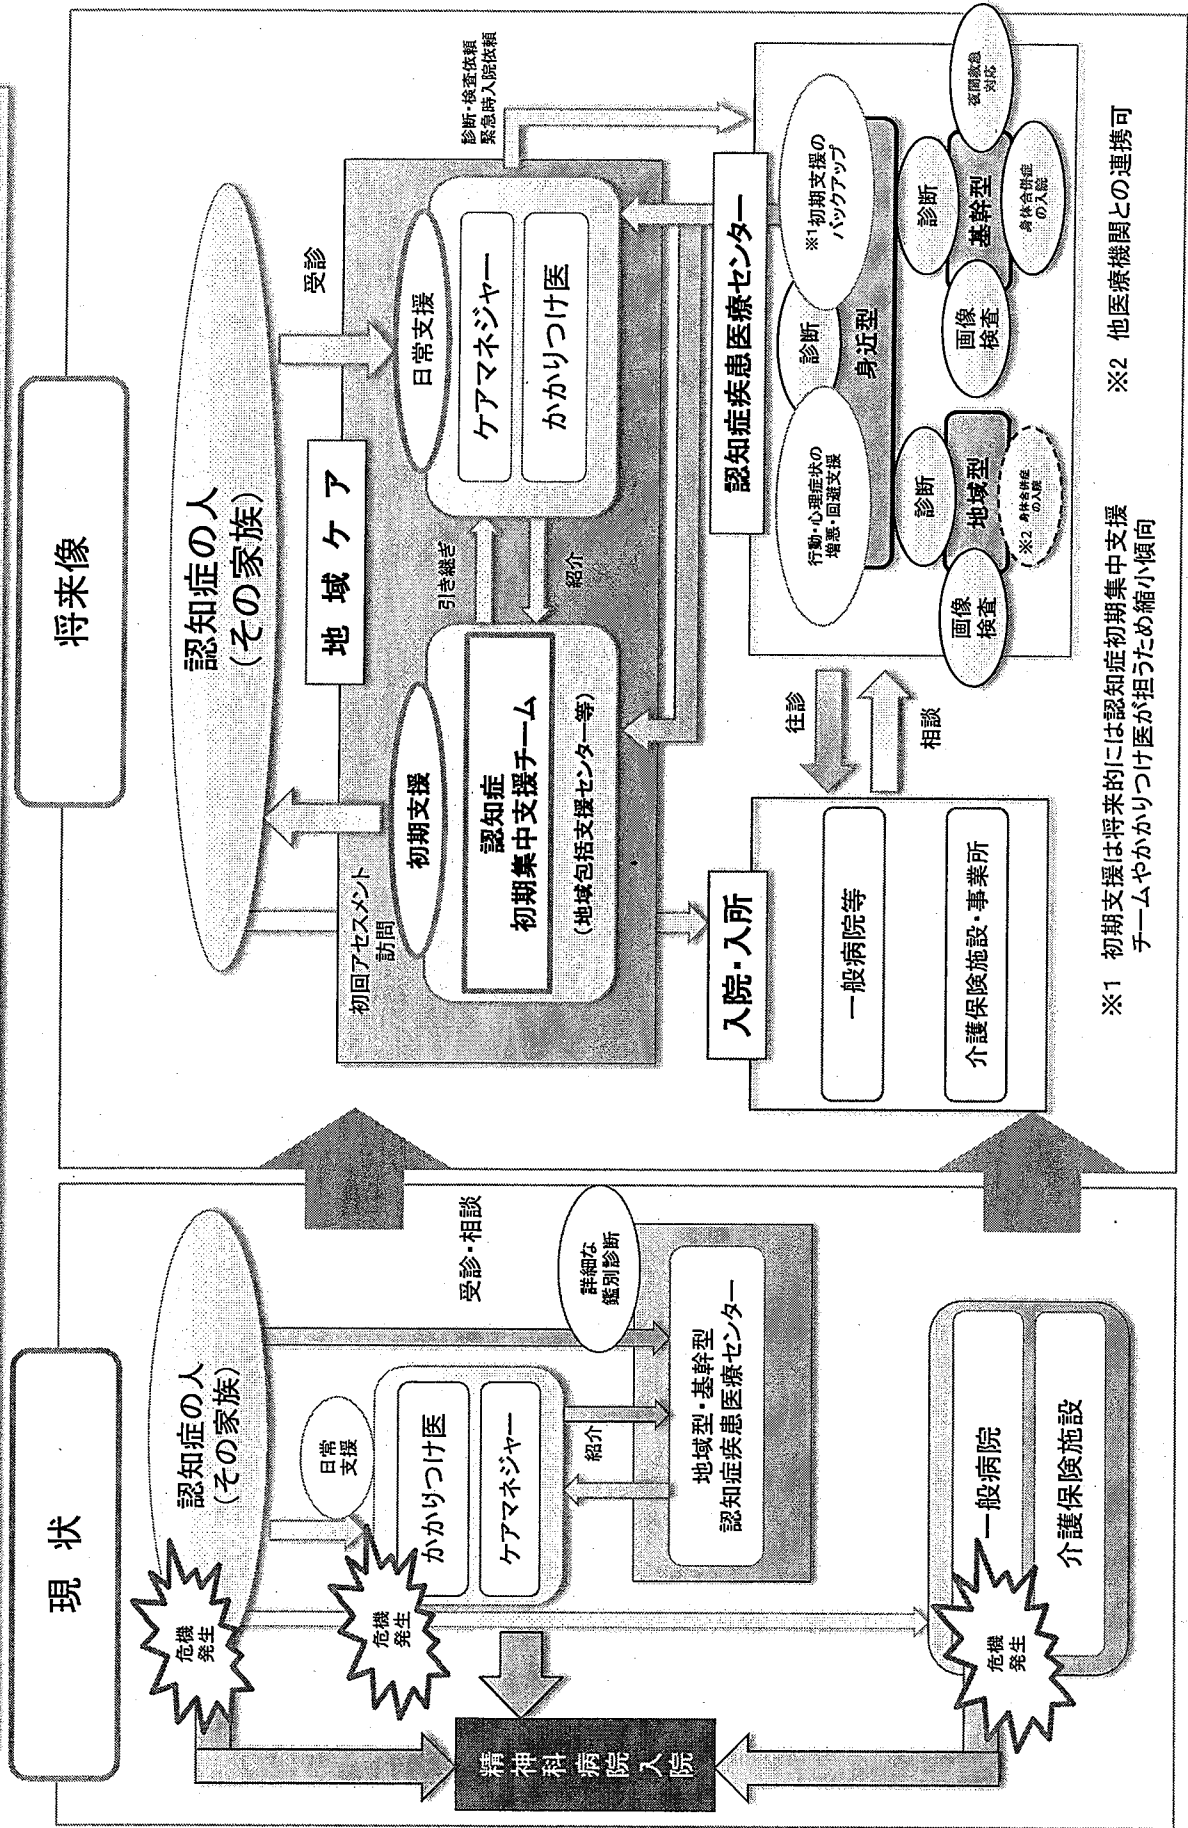 現 状
認知症の人
(その家族)
危機
発生
日常
支援
受診・相談
危機
発生
かかりつけ医
ケアマネジャー
紹介
詳細な
鑑別診断
地域型・基幹型
認知症疾患医療センター
精神科病院入院
危機
発生
一般病院
介護保険施設
将来像
認知症の人
(その家族)
初回アセスメント
訪問
受診
地 域 ケ ア
初期支援
認知症
初期集中支援チーム
(地域包括支援センター等)
引き継ぎ
紹介
日常支援
ケアマネジャー
かかりつけ医
診断・検査依頼
緊急時入院依頼
入院・入所
一般病院等
介護保険施設・事業所
往診
相談
認知症疾患医療センター
行動・心理症状の
増悪・回避支援
診断
※1初期支援の
バックアップ
身近型
画像
検査
診断
地域型
※2 身体合併症
の入院
画像
検査
診断
基幹型
夜間救急
対応
身体合併症
の入院
※1 初期支援は将来的には認知症初期集中支援
チームやかかりつけ医が担うため縮小傾向
※2 他医療機関との連携可